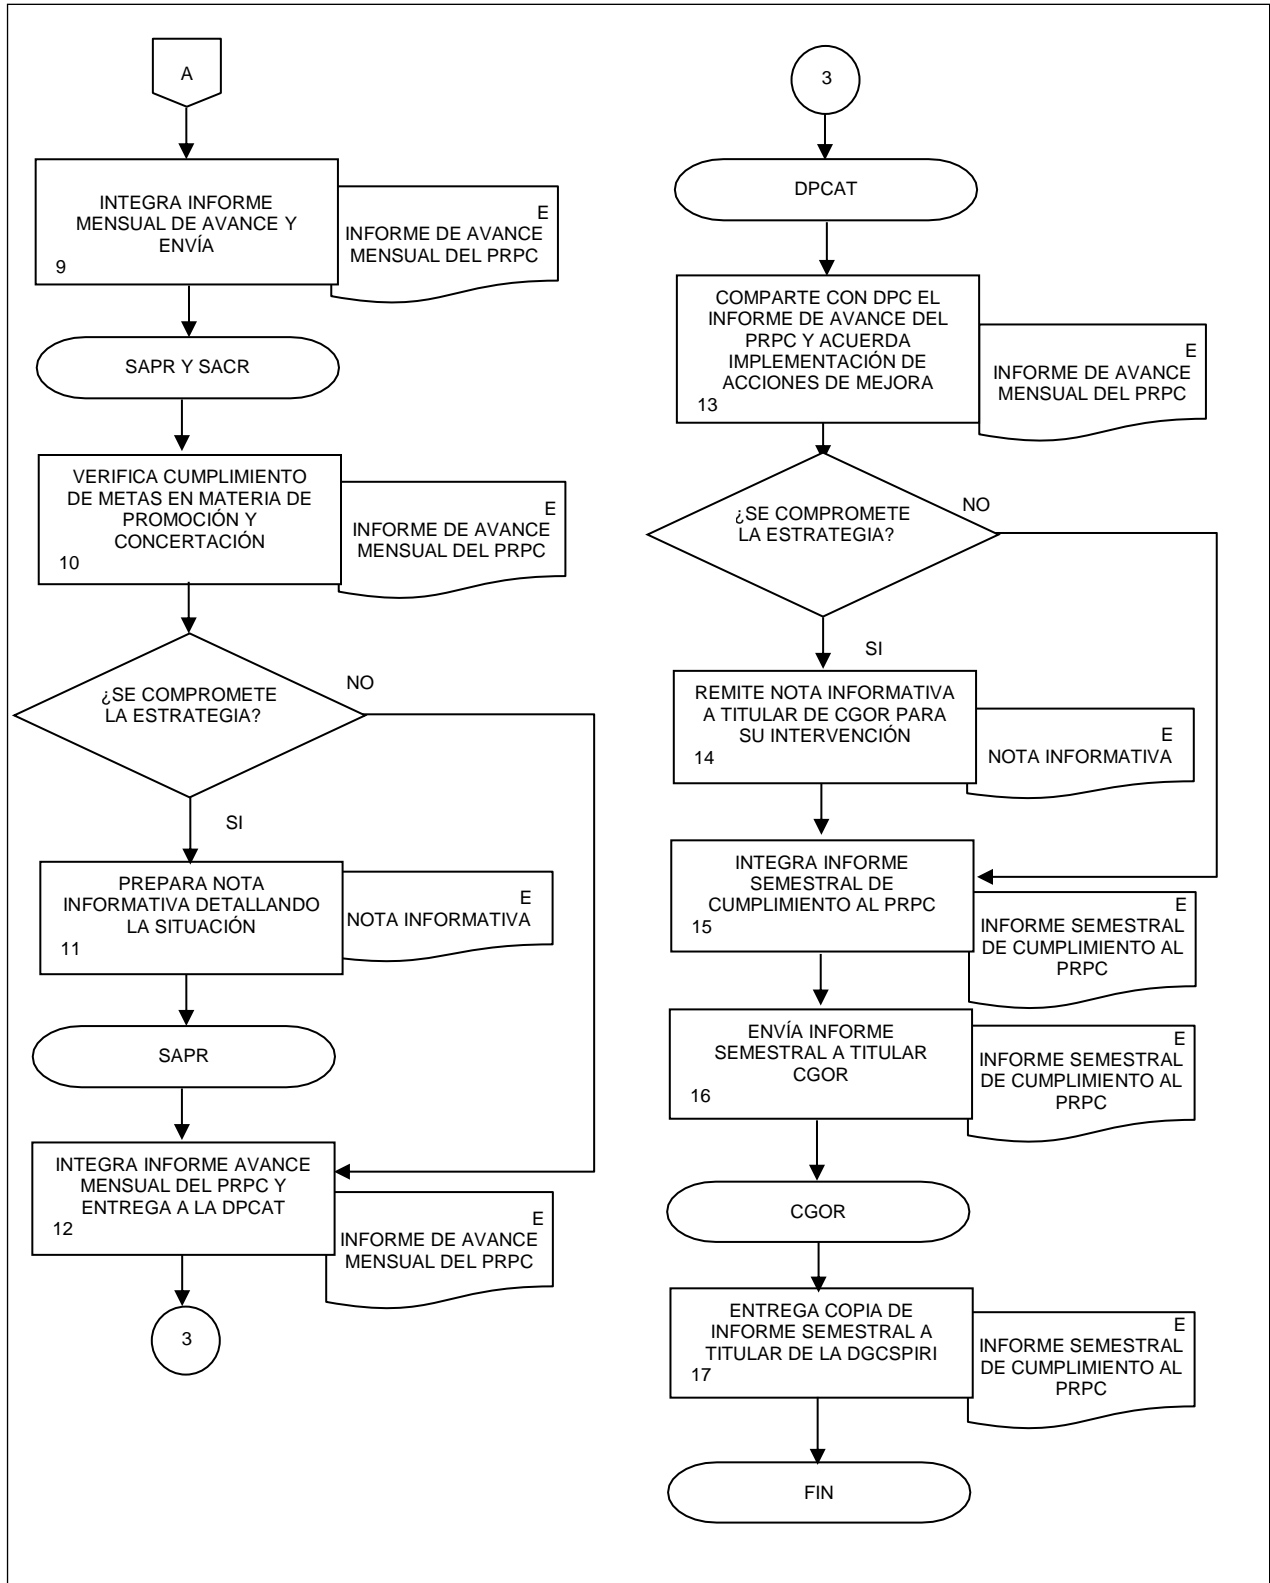 A
INTEGRA INFORME
MENSUAL DE AVANCE Y
ENVÍA
9
E
INFORME DE AVANCE
MENSUAL DEL PRPC
SAPR Y SACR
VERIFICA CUMPLIMIENTO
DE METAS EN MATERIA DE
PROMOCIÓN Y
CONCERTACIÓN
10
E
INFORME DE AVANCE
MENSUAL DEL PRPC
¿SE COMPROMETE
LA ESTRATEGIA?
NO
SI
PREPARA NOTA
INFORMATIVA DETALLANDO
LA SITUACIÓN
11
E
NOTA INFORMATIVA
SAPR
INTEGRA INFORME AVANCE
MENSUAL DEL PRPC Y
ENTREGA A LA DPCAT
12
E
INFORME DE AVANCE
MENSUAL DEL PRPC
3
3
DPCAT
COMPARTE CON DPC EL
INFORME DE AVANCE DEL
PRPC Y ACUERDA
IMPLEMENTACIÓN DE
ACCIONES DE MEJORA
13
E
INFORME DE AVANCE
MENSUAL DEL PRPC
¿SE COMPROMETE
LA ESTRATEGIA?
NO
SI
REMITE NOTA INFORMATIVA
A TITULAR DE CGOR PARA
SU INTERVENCIÓN
14
E
NOTA INFORMATIVA
INTEGRA INFORME
SEMESTRAL DE
CUMPLIMIENTO AL PRPC
15
E
INFORME SEMESTRAL
DE CUMPLIMIENTO AL
PRPC
ENVÍA INFORME
SEMESTRAL A TITULAR
CGOR
16
E
INFORME SEMESTRAL
DE CUMPLIMIENTO AL
PRPC
CGOR
ENTREGA COPIA DE
INFORME SEMESTRAL A
TITULAR DE LA DGCSPIRI
17
E
INFORME SEMESTRAL
DE CUMPLIMIENTO AL
PRPC
FIN